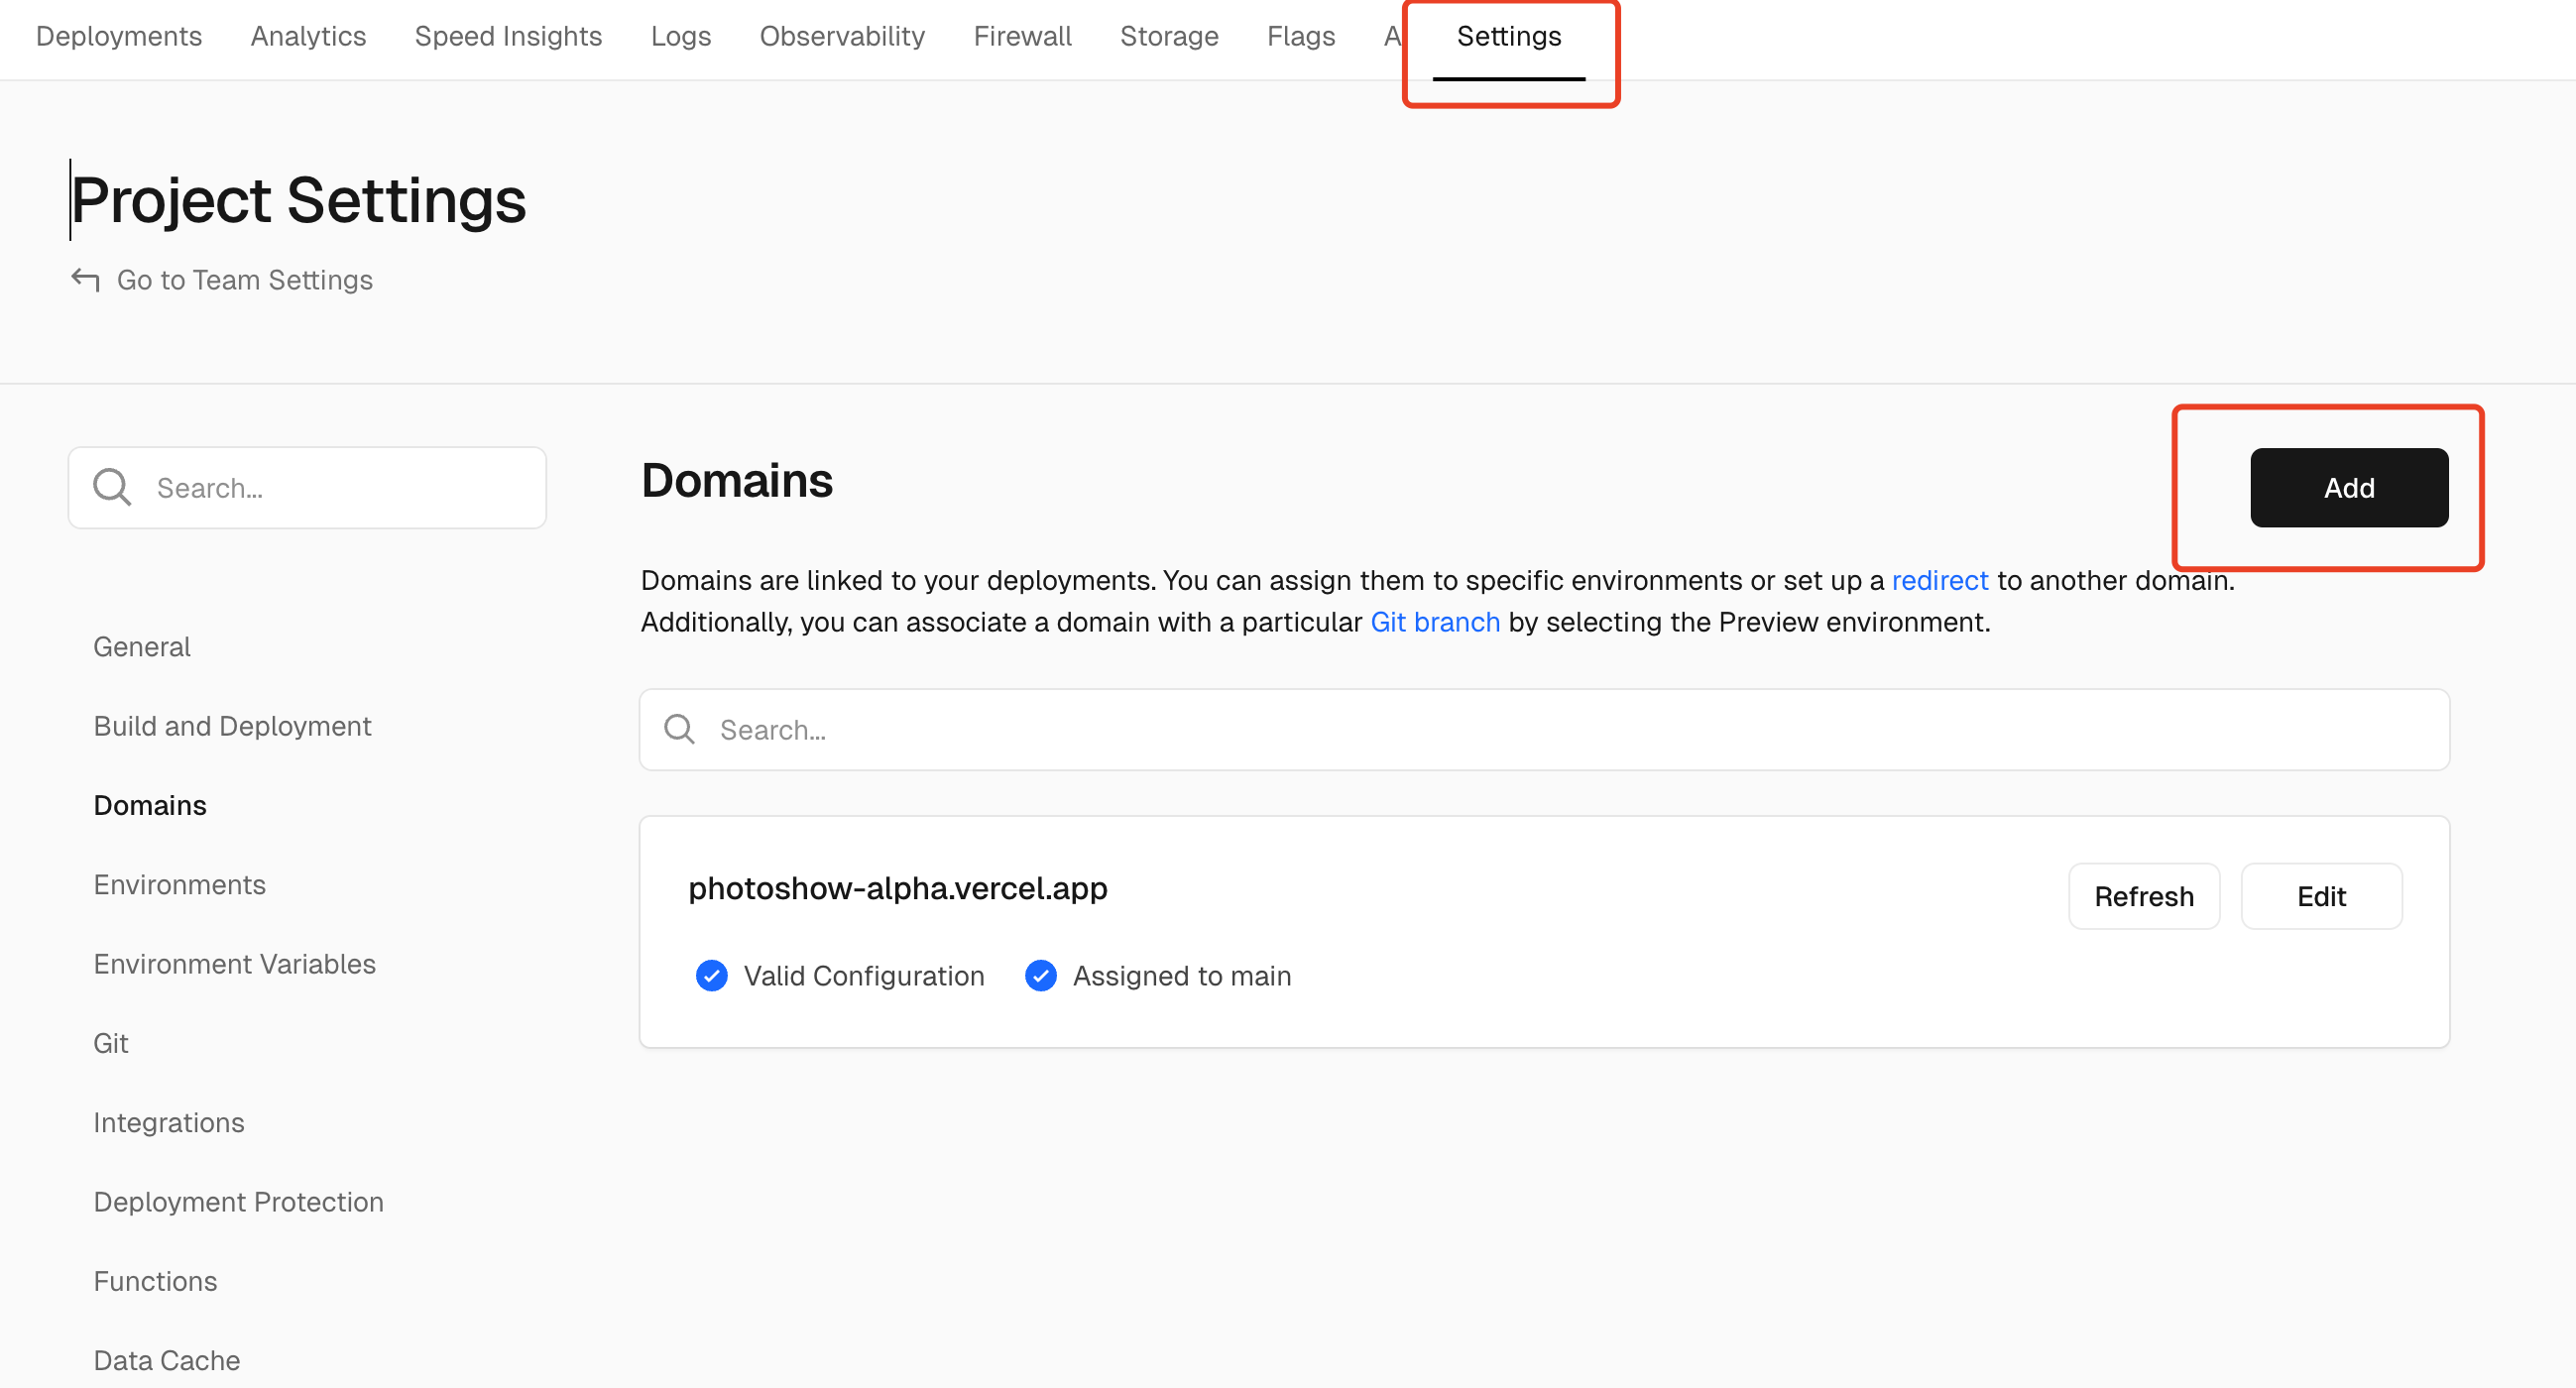 Deployments Analytics Speed Insights Logs Observability Firewall Storage Flags A Settings
Project Settings
Go to Team Settings
Search...
Domains
Add
Domains are linked to your deployments. You can assign them to specific environments or set up a redirect to another domain.
Additionally, you can associate a domain with a particular Git branch by selecting the Preview environment.
Search...
photoshow-alpha.vercel.app
Refresh
Edit
Valid Configuration
Assigned to main
General
Build and Deployment
Domains
Environments
Environment Variables
Git
Integrations
Deployment Protection
Functions
Data Cache